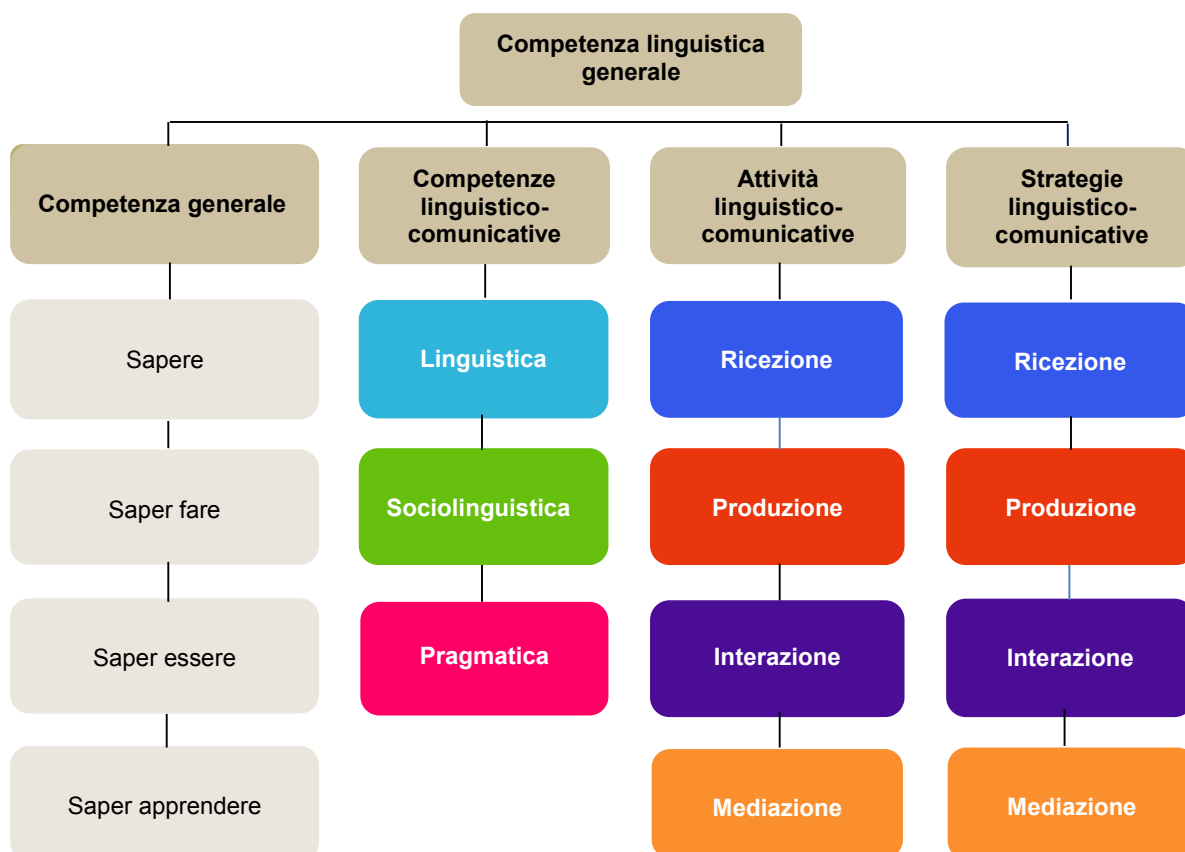 Competenza linguistica
generale
Competenza generale
Competenze
linguistico-
comunicative
Attività
linguistico-
comunicative
Strategie
linguistico-
comunicative
Sapere
Linguistica
Ricezione
Ricezione
Saper fare
Sociolinguistica
Produzione
Produzione
Saper essere
Pragmatica
Interazione
Interazione
Saper apprendere
Mediazione
Mediazione